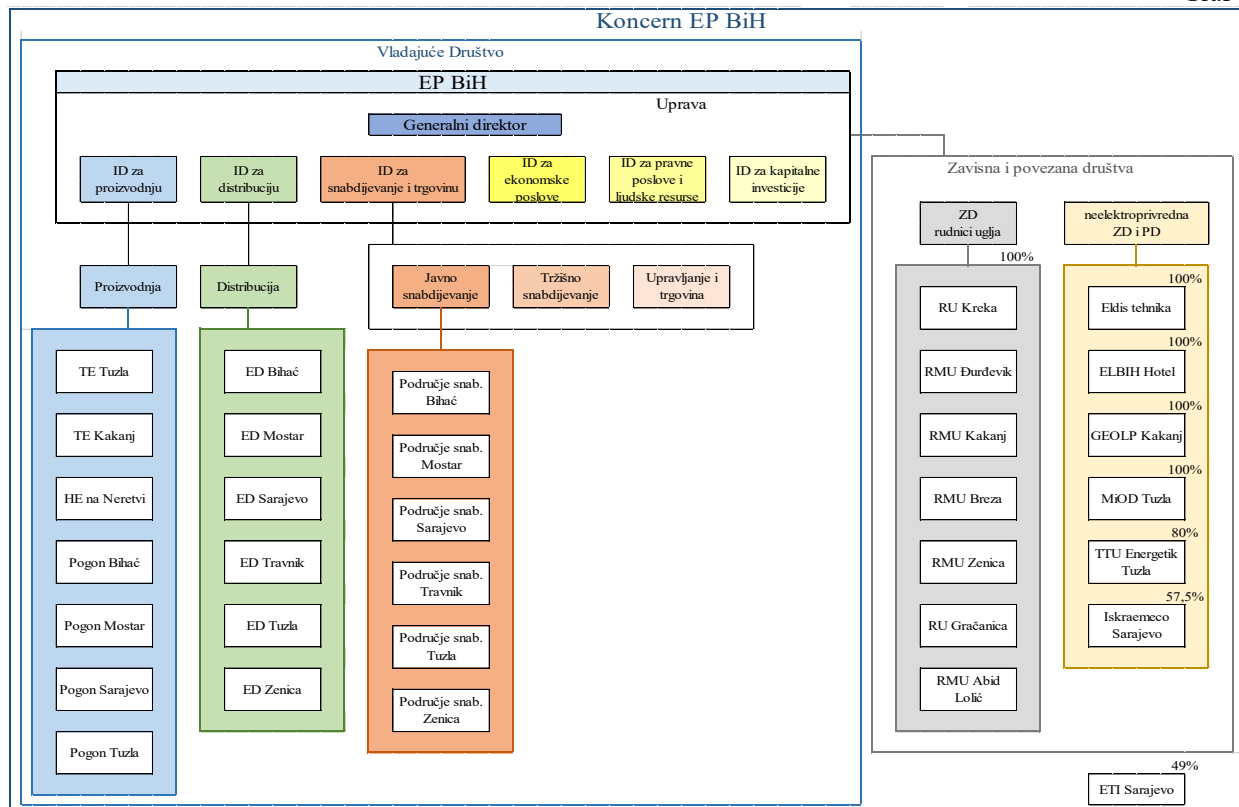 Koncern EP BiH
Vladajuće Društvo
EP BiH
Uprava
Generalni direktor
ID za
proizvodnju
ID za
distribuciju
ID za
snabdijevanje i trgovinu
ID za
ekonomske
poslove
ID za pravne
poslove i
ljudske resurse
ID za kapitalne
investicije
Proizvodnja
Distribucija
Javno
snabdijevanje
Tržišno
snabdijevanje
Upravljanje i
trgovina
TE Tuzla
TE Kakanj
HE na Neretvi
Pogon Bihać
Pogon Mostar
Pogon Sarajevo
Pogon Tuzla
ED Bihać
ED Mostar
ED Sarajevo
ED Travnik
ED Tuzla
ED Zenica
Područje snab.
Bihać
Područje snab.
Mostar
Područje snab.
Sarajevo
Područje snab.
Travnik
Područje snab.
Tuzla
Područje snab.
Zenica
Zavisna i povezana društva
ZD
rudnici uglja
100%
RU Kreka
RMU Đurđevik
RMU Kakanj
RMU Breza
RMU Zenica
RU Gračanica
RMU Abid
Lolić
neelektroprivredna
ZD i PD
100%
Eldis tehnika
100%
ELBIH Hotel
100%
GEOLP Kakanj
100%
MiOD Tuzla
80%
TTU Energetik
Tuzla
57,5%
Iskraemeco
Sarajevo
49%
ETI Sarajevo